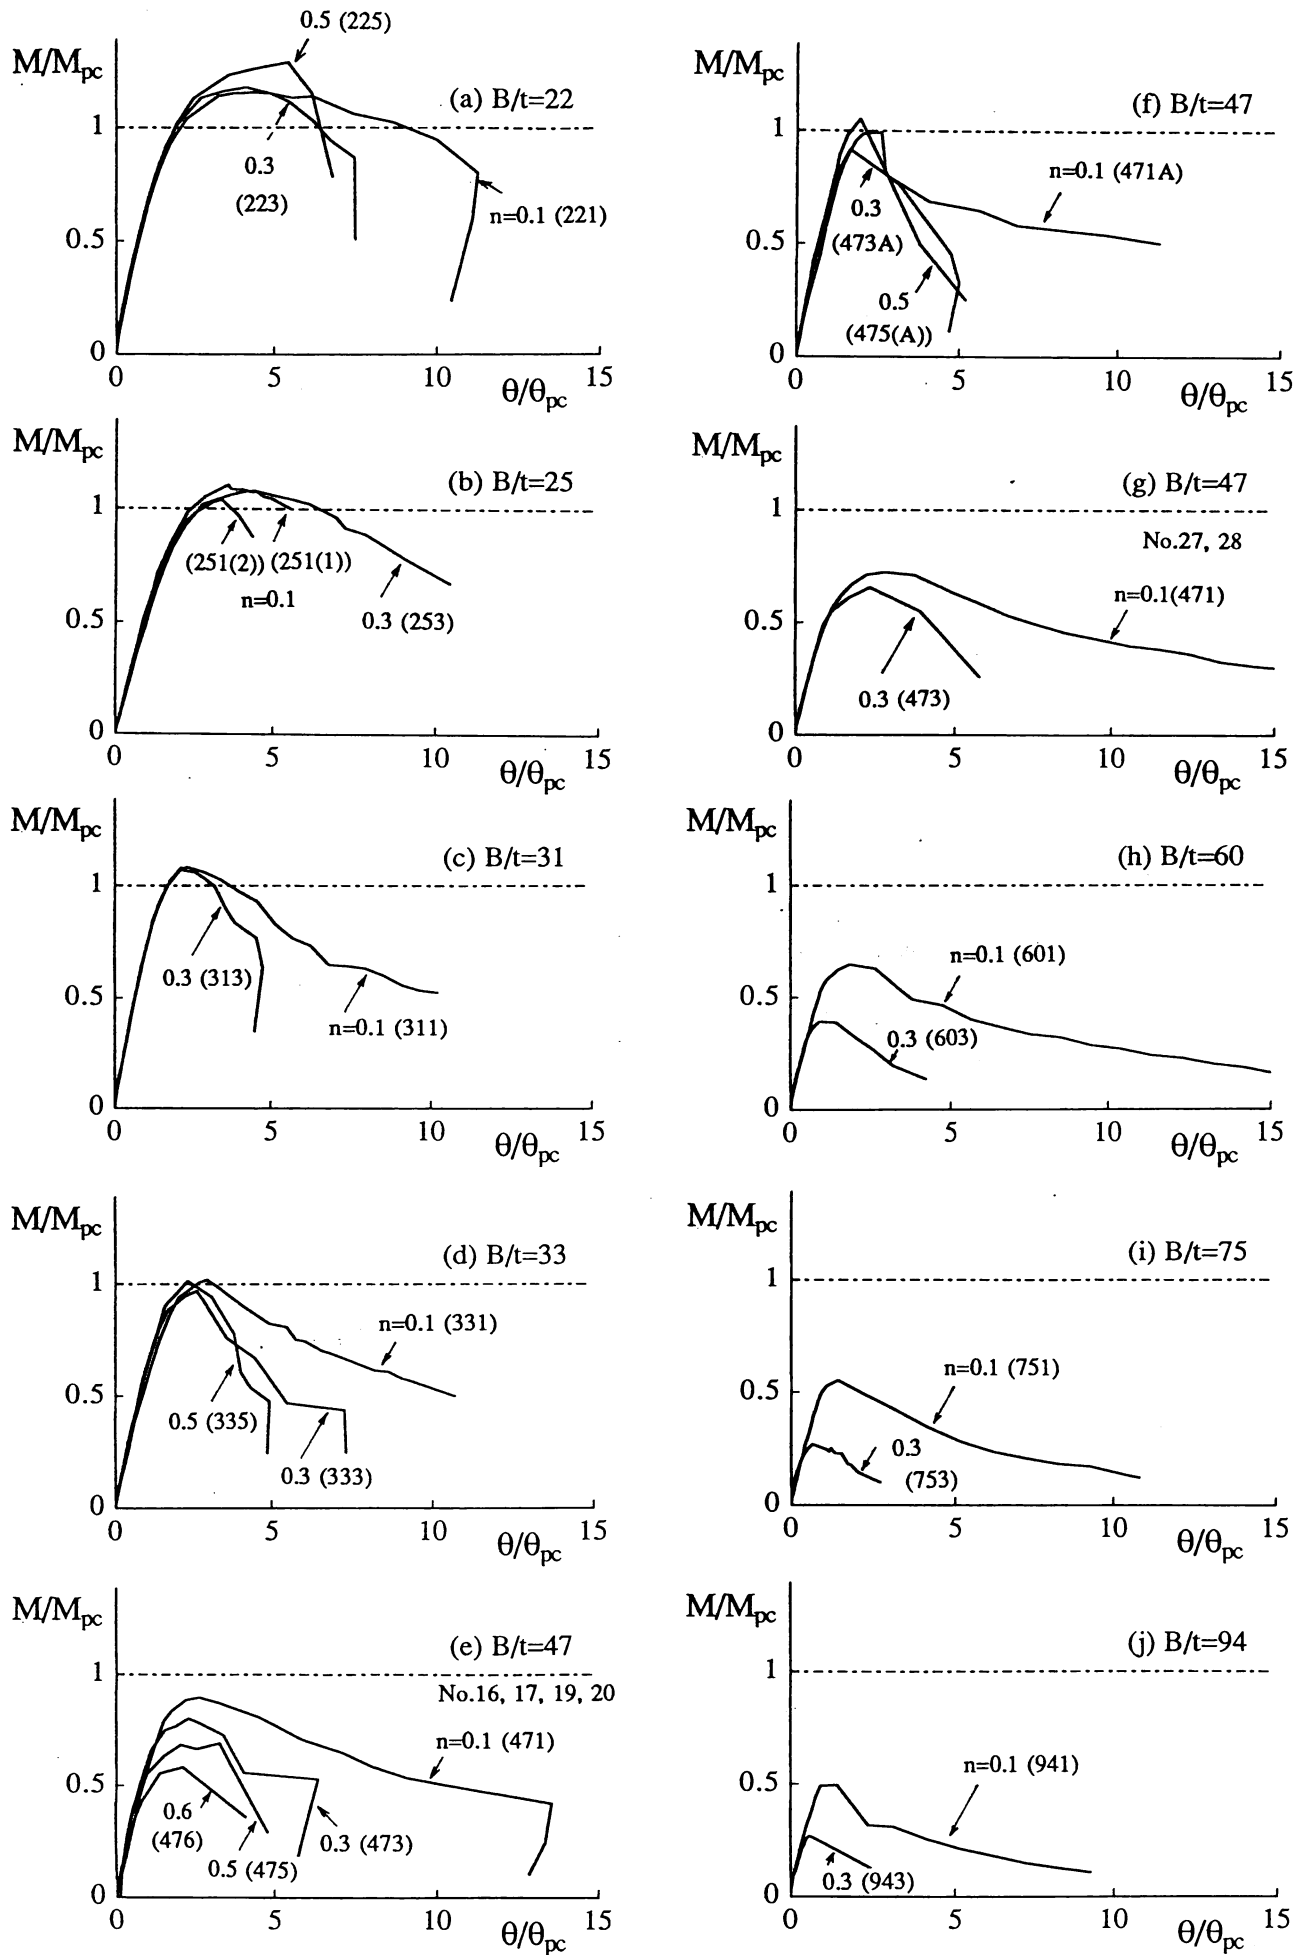 0.5 (225)
M/Mpc
(a) B/t=22
1
0.3
(223)
n=0.1 (221)
0.5
0
0
5
10
15
θ/θpc
M/Mpc
(b) B/t=25
1
(251(2)) (251(1))
n=0.1
0.3 (253)
0.5
0
0
5
10
15
θ/θpc
M/Mpc
(c) B/t=31
1
0.3 (313)
n=0.1 (311)
0.5
0
0
5
10
15
θ/θpc
M/Mpc
(d) B/t=33
1
n=0.1 (331)
0.5
0.5 (335)
0.3 (333)
0
0
5
10
15
θ/θpc
M/Mpc
(e) B/t=47
1
No.16, 17, 19, 20
n=0.1 (471)
0.5
0.6
(476)
0.5 (475)
0.3 (473)
0
0
5
10
15
θ/θpc
M/Mpc
(f) B/t=47
1
n=0.1 (471A)
0.3
(473A)
0.5
0.5
(475(A))
0
0
5
10
15
θ/θpc
M/Mpc
(g) B/t=47
1
No.27, 28
n=0.1(471)
0.5
0.3 (473)
0
0
5
10
15
θ/θpc
M/Mpc
(h) B/t=60
1
n=0.1 (601)
0.5
0.3 (603)
0
0
5
10
15
θ/θpc
M/Mpc
(i) B/t=75
1
n=0.1 (751)
0.5
0.3
(753)
0
0
5
10
15
θ/θpc
M/Mpc
(j) B/t=94
1
n=0.1 (941)
0.5
0.3 (943)
0
0
5
10
15
θ/θpc